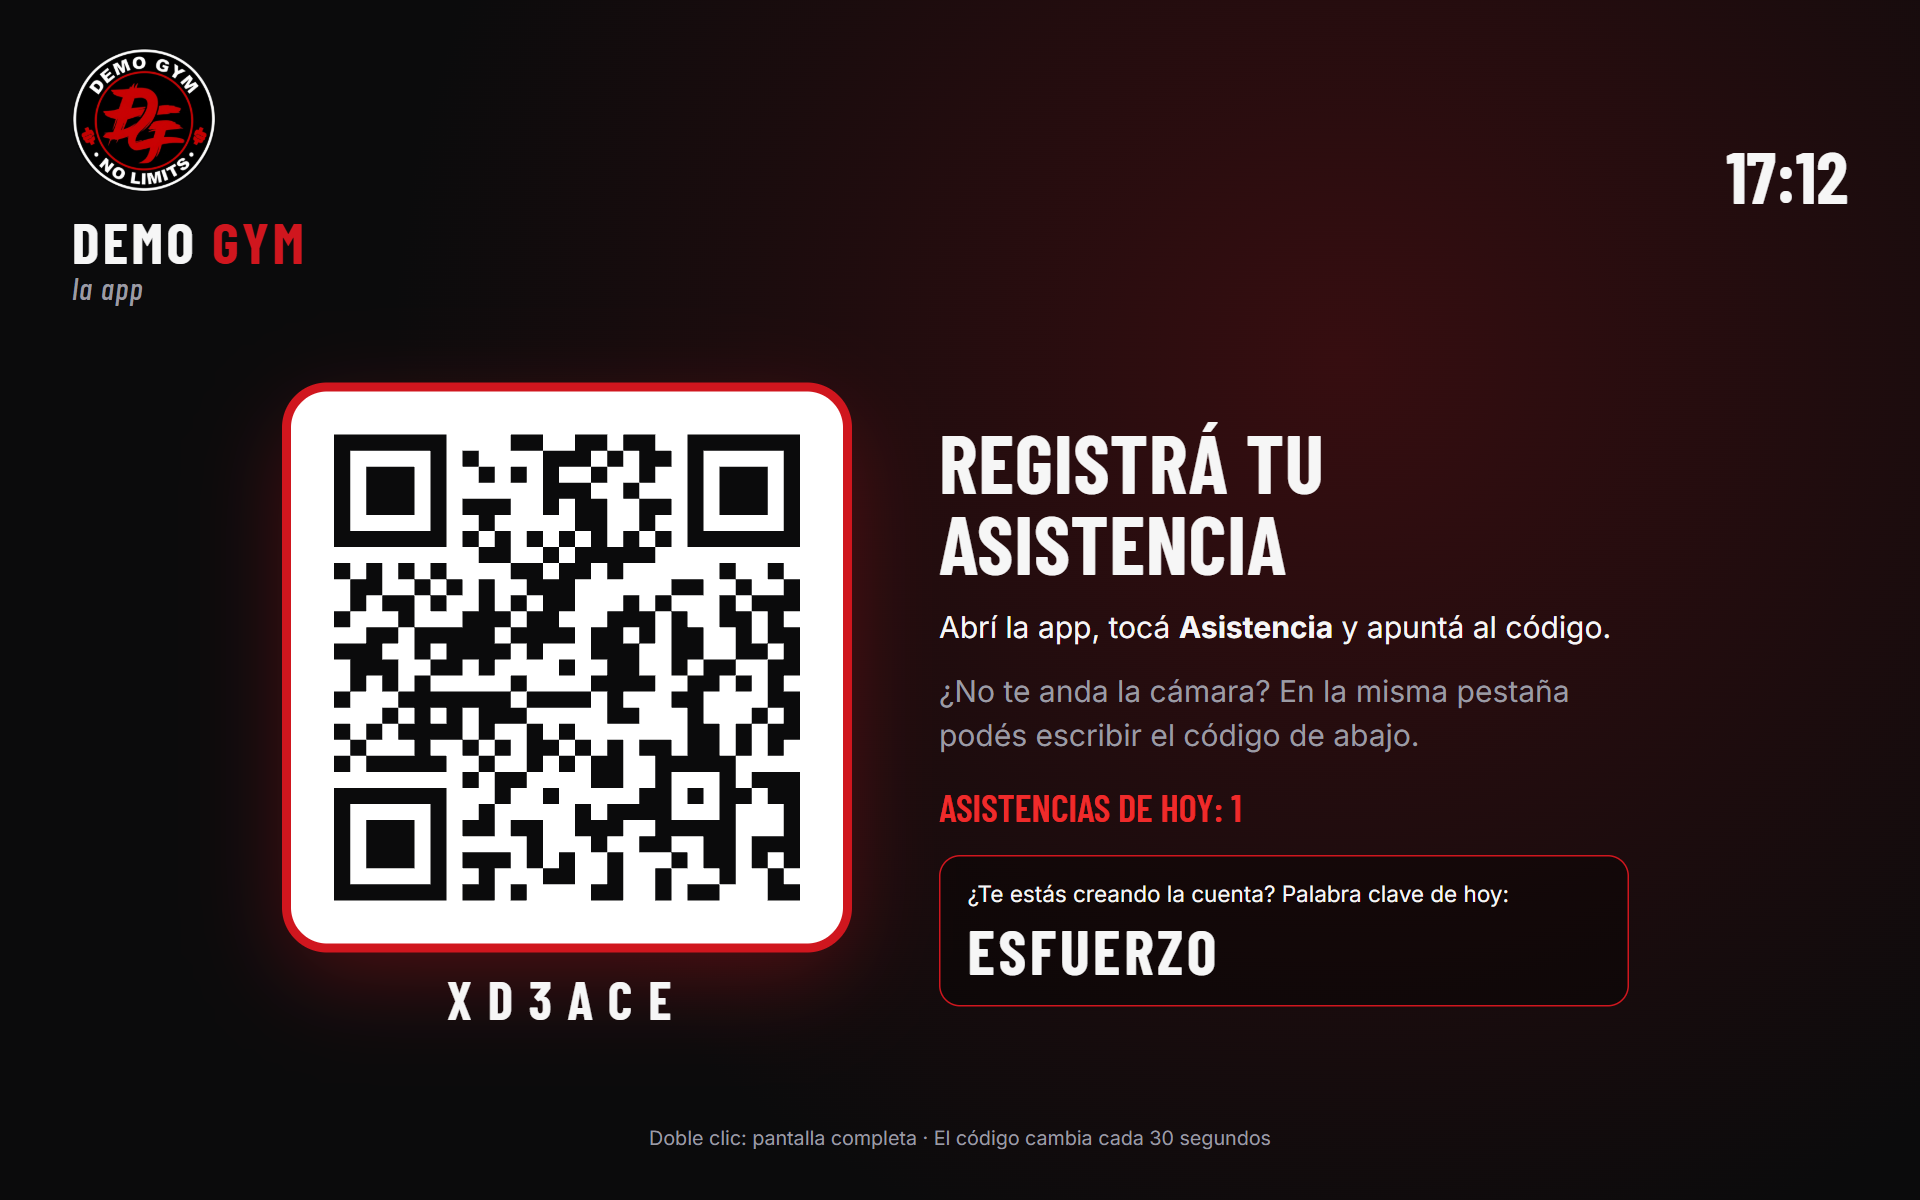 DEMO GYM
DG
· NO LIMITS ·
DEMO GYM
la app
17:12
REGISTRÁ TU
ASISTENCIA
Abrí la app, tocá Asistencia y apuntá al código.
¿No te anda la cámara? En la misma pestaña
podés escribir el código de abajo.
ASISTENCIAS DE HOY: 1
¿Te estás creando la cuenta? Palabra clave de hoy:
ESFUERZO
XD3ACE
Doble clic: pantalla completa · El código cambia cada 30 segundos